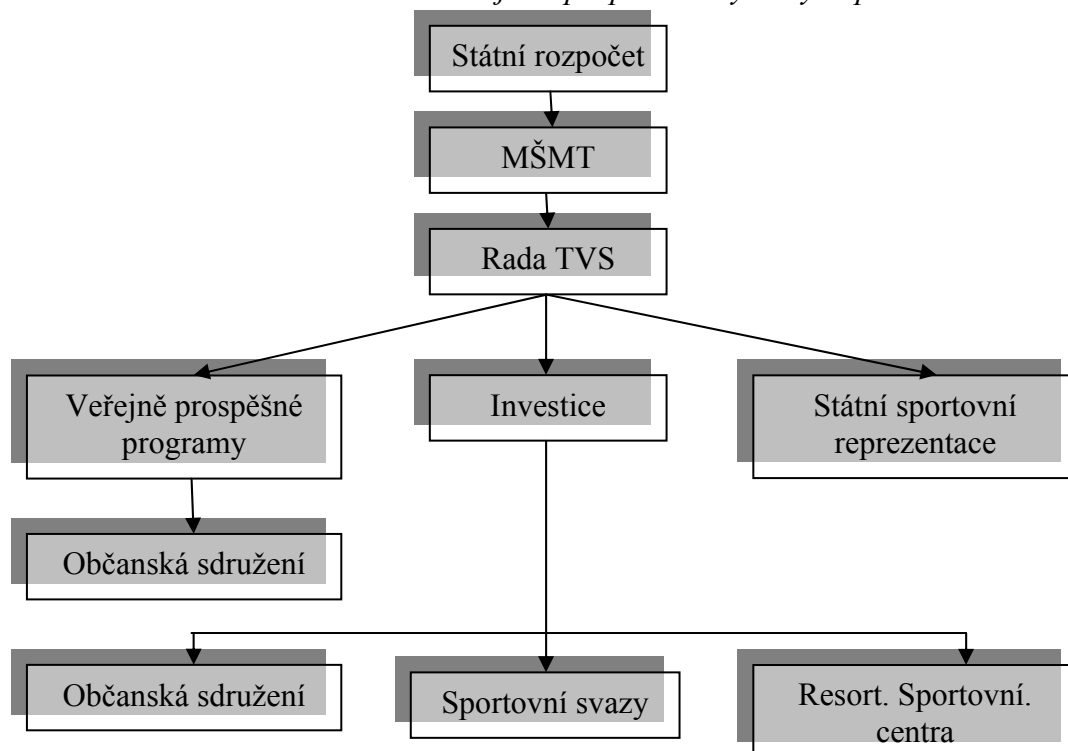 Státní rozpočet
MŠMT
Rada TVS
Veřejně prospěšné
programy
Investice
Státní sportovní
reprezentace
Občanská sdružení
Občanská sdružení
Sportovní svazy
Resort. Sportovní.
centra